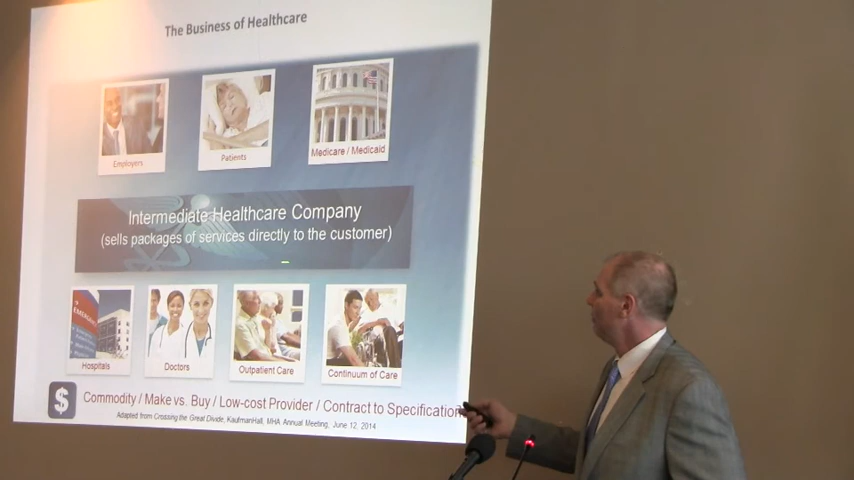 The Business of Healthcare
Employers
Patients
Medicare / Medicaid
Intermediate Healthcare Company
(sells packages of services directly to the customer)
EMERGENCY
Hospitals
Doctors
Outpatient Care
Continuum of Care
$
Commodity / Make vs. Buy / Low-cost Provider / Contract to Specification
Adapted from Crossing the Great Divide, KaufmanHall, MHA Annual Meeting, June 12, 2014